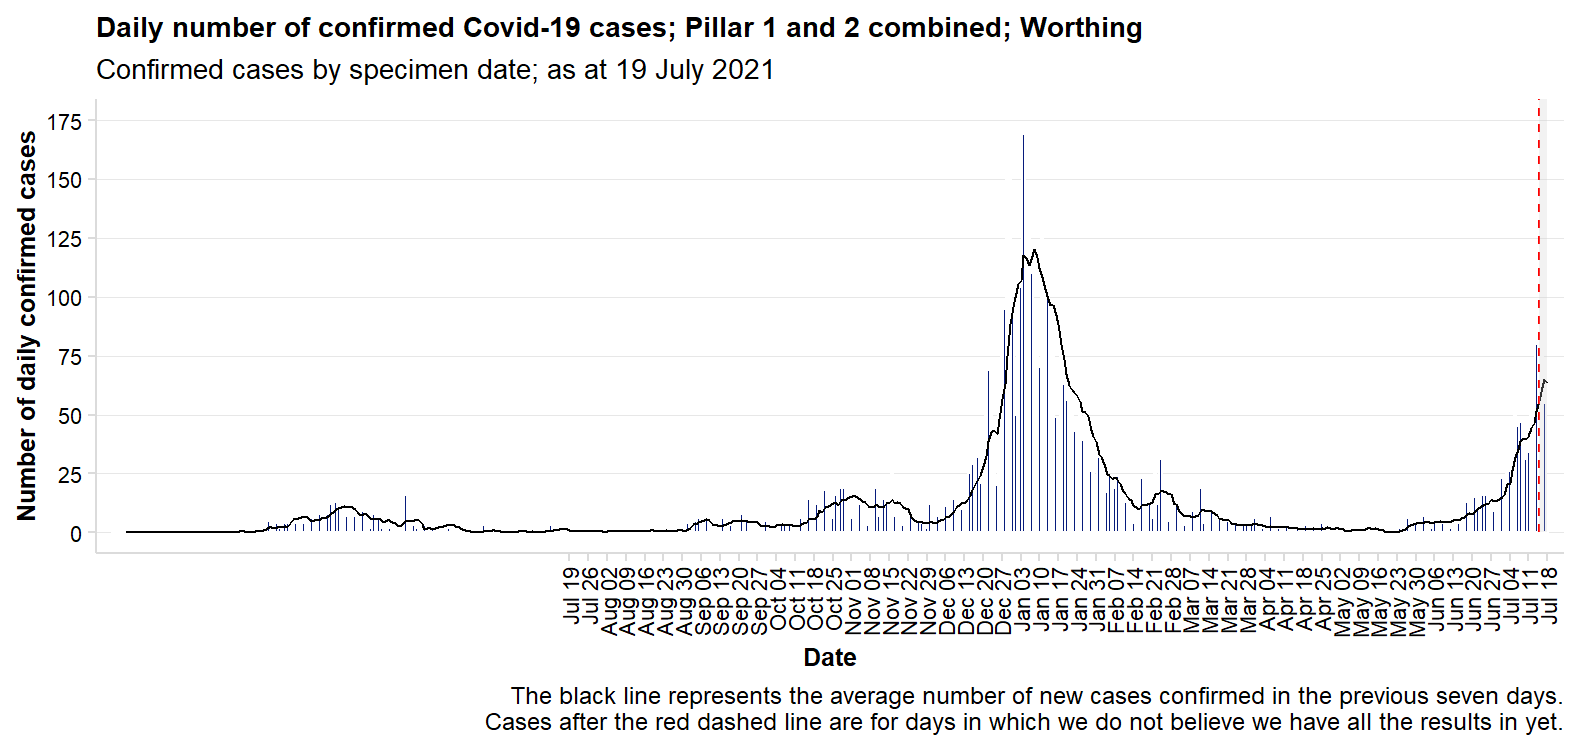 Daily number of confirmed Covid-19 cases; Pillar 1 and 2 combined; Worthing
Confirmed cases by specimen date; as at 19 July 2021
Number of daily confirmed cases
175
150
125
100
75
50
25
0
Jul 19
Jul 26
Aug 02
Aug 09
Aug 16
Aug 23
Aug 30
Sep 06
Sep 13
Sep 20
Sep 27
Oct 04
Oct 11
Oct 18
Oct 25
Nov 01
Nov 08
Nov 15
Nov 22
Nov 29
Dec 06
Dec 13
Dec 20
Dec 27
Jan 03
Jan 10
Jan 17
Jan 24
Jan 31
Feb 07
Feb 14
Feb 21
Feb 28
Mar 07
Mar 14
Mar 21
Mar 28
Apr 04
Apr 11
Apr 18
Apr 25
May 02
May 09
May 16
May 23
May 30
Jun 06
Jun 13
Jun 20
Jun 27
Jul 04
Jul 11
Jul 18
Date
The black line represents the average number of new cases confirmed in the previous seven days.
Cases after the red dashed line are for days in which we do not believe we have all the results in yet.